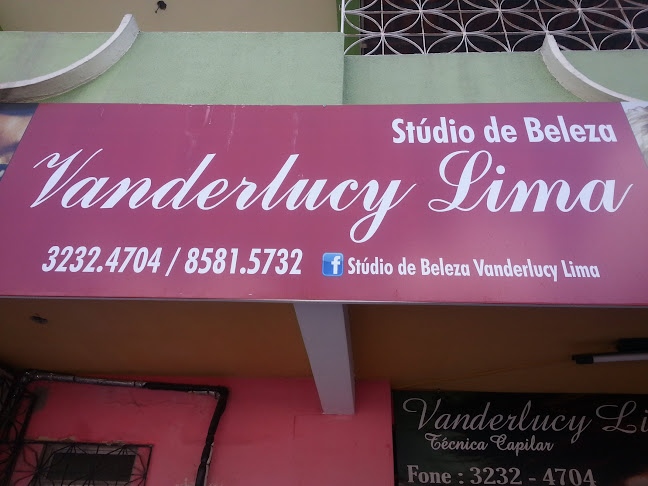 Stúdio de Beleza
Vanderlucy Lima
3232.4704 / 8581.5732 f Stúdio de Beleza Vanderlucy Lima
Vanderlucy Li
Técnica Capilar
Fone : 3232 - 4704